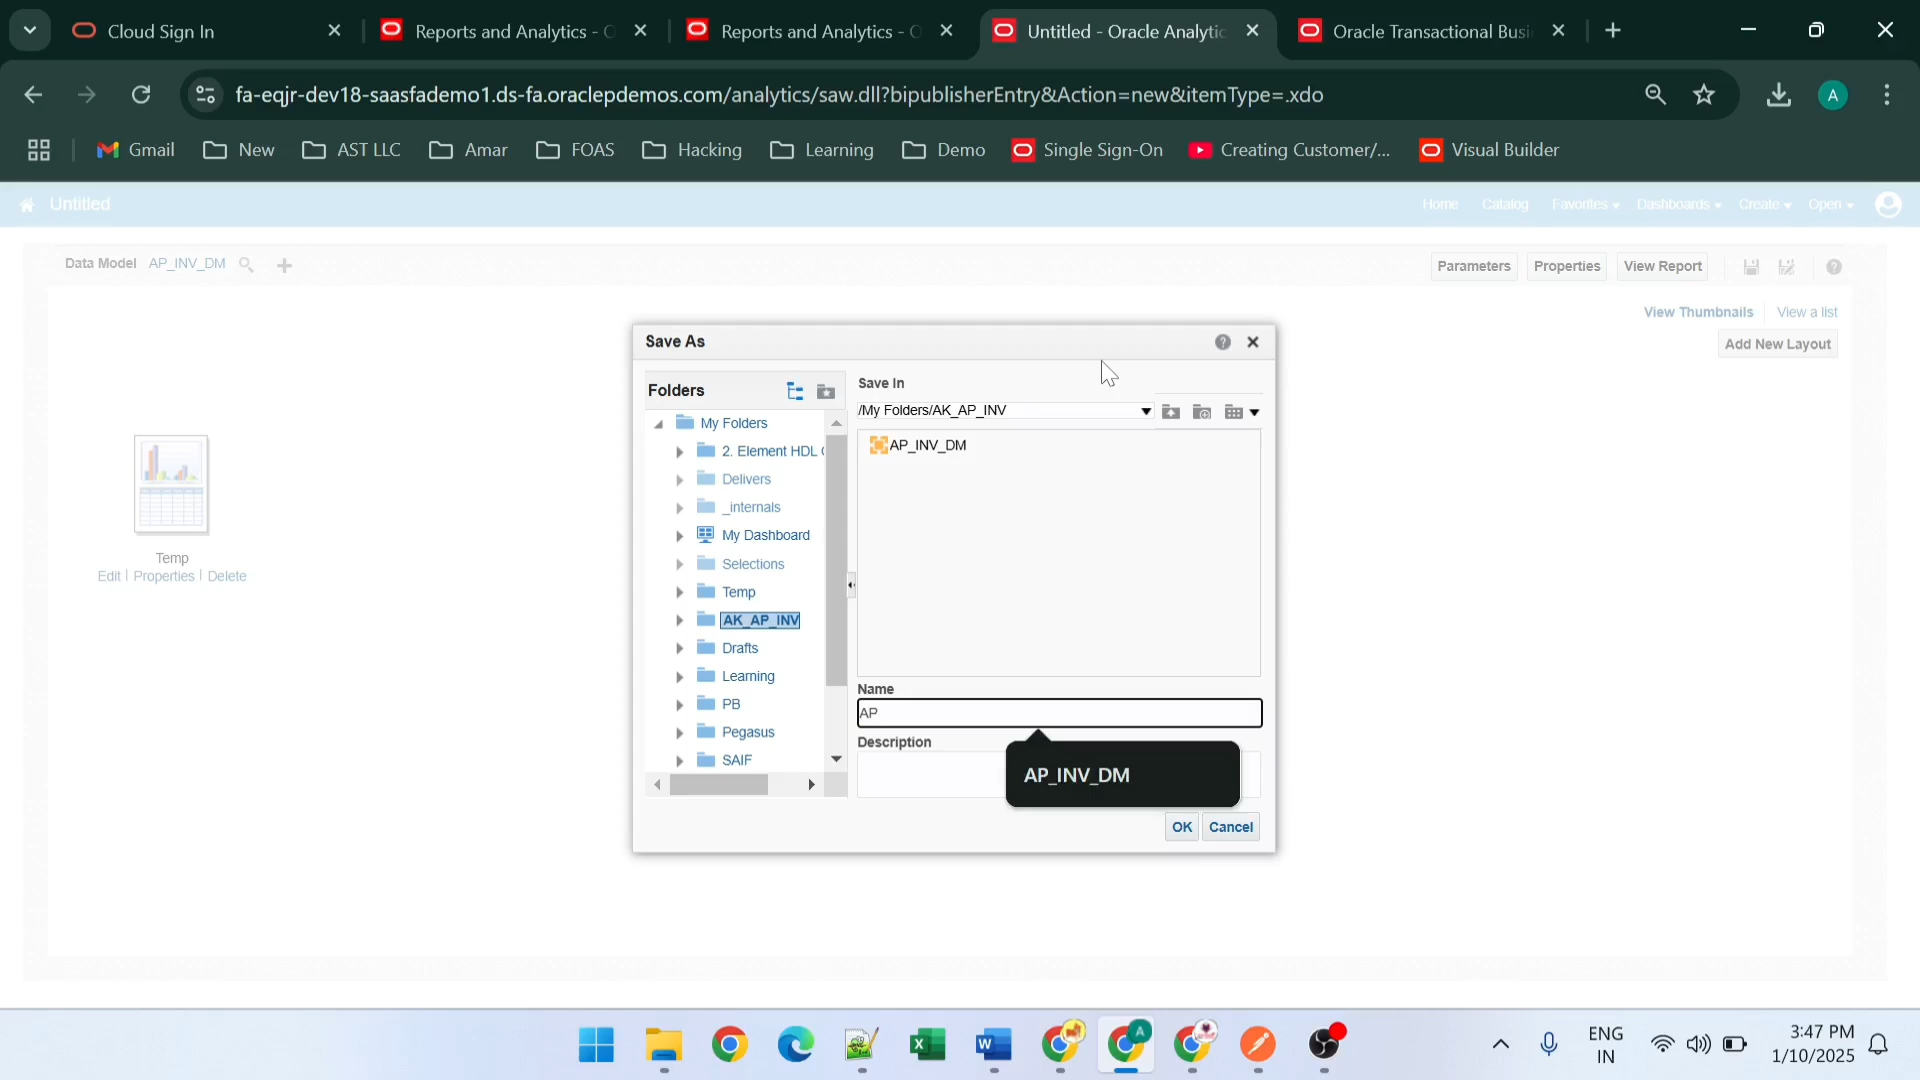 Cloud Sign In
Reports and Analytics - O
Reports and Analytics - O
Untitled - Oracle Analytic
Oracle Transactional Busi
fa-eqjr-dev18-saasfademo1.ds-fa.oraclepdemos.com/analytics/saw.dll?bipublisherEntry&Action=new&itemType=.xdo
A
Gmail
New
AST LLC
Amar
FOAS
Hacking
Learning
Demo
Single Sign-On
Creating Customer/...
Visual Builder
Untitled
Home
Catalog
Favorites
Dashboards
Create
Open
Data Model
AP_INV_DM
Parameters
Properties
View Report
View Thumbnails
View a list
Add New Layout
Temp
Edit | Properties | Delete
Save As
Folders
My Folders
2. Element HDL
Delivers
_internals
My Dashboard
Selections
Temp
AK_AP_INV
Drafts
Learning
PB
Pegasus
SAIF
Save In
/My Folders/AK_AP_INV
AP_INV_DM
Name
AP
Description
AP_INV_DM
OK
Cancel
ENG
IN
3:47 PM
1/10/2025